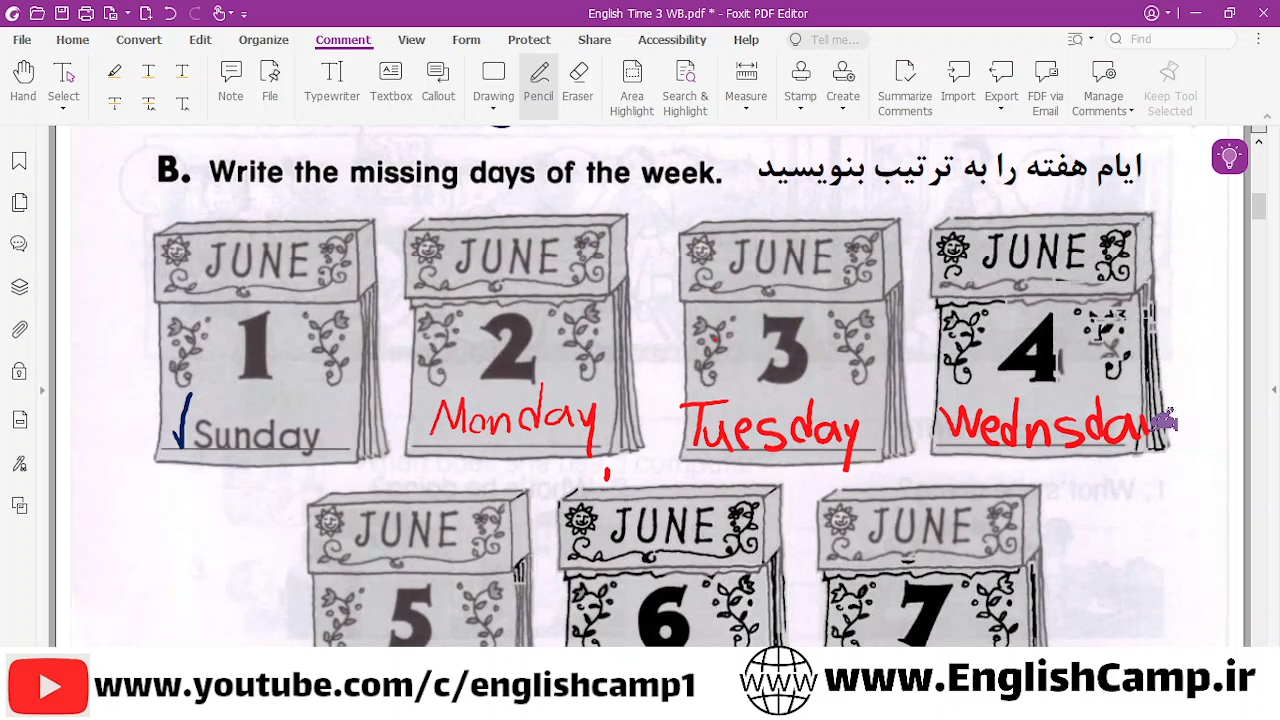 English Time 3 WB.pdf * - Foxit PDF Editor
File Home Convert Edit Organize Comment View Form Protect Share Accessibility Help Tell me... Find
Hand Select Note File Typewriter Textbox Callout Drawing Pencil Eraser Area Highlight Search & Highlight Measure Stamp Create Summarize Comments Import Export FDF via Email Manage Comments Keep Tool Selected
B. Write the missing days of the week. ایام هفته را به ترتیب بنویسید
JUNE JUNE JUNE JUNE
1 2 3 4
Sunday Monday Tuesday Wednsday
JUNE JUNE JUNE
5 6 7
www.youtube.com/c/englishcamp1 WWW www.EnglishCamp.ir